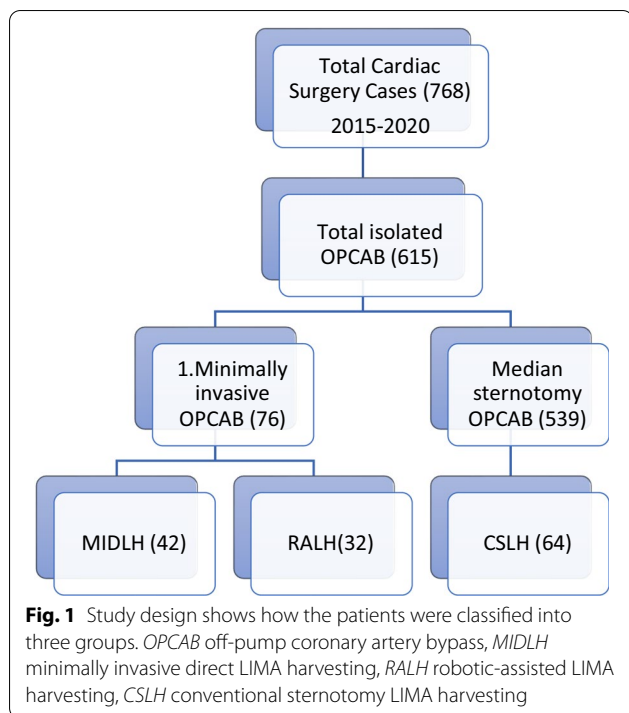 Total Cardiac
Surgery Cases (768)
2015-2020
Total isolated
OPCAB (615)
1.Minimally
invasive
OPCAB (76)
Median
sternotomy
OPCAB (539)
MIDLH (42)
RALH(32)
CSLH (64)
Fig. 1 Study design shows how the patients were classified into
three groups. OPCAB off-pump coronary artery bypass, MIDLH
minimally invasive direct LIMA harvesting, RALH robotic-assisted LIMA
harvesting, CSLH conventional sternotomy LIMA harvesting